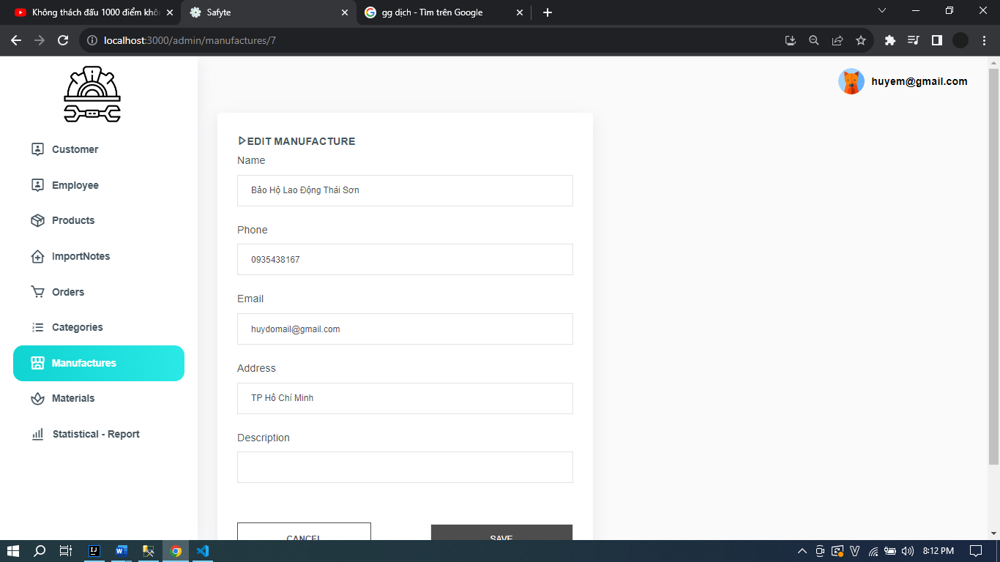 Không thách đấu 1000 điểm khô
Safyte
gg dịch - Tìm trên Google
localhost:3000/admin/manufactures/7
huyem@gmail.com
Customer
Employee
Products
ImportNotes
Orders
Categories
Manufactures
Materials
Statistical - Report
EDIT MANUFACTURE
Name
Bảo Hộ Lao Động Thái Sơn
Phone
0935438167
Email
huydomail@gmail.com
Address
TP Hồ Chí Minh
Description
CANCEL
SAVE
8:12 PM